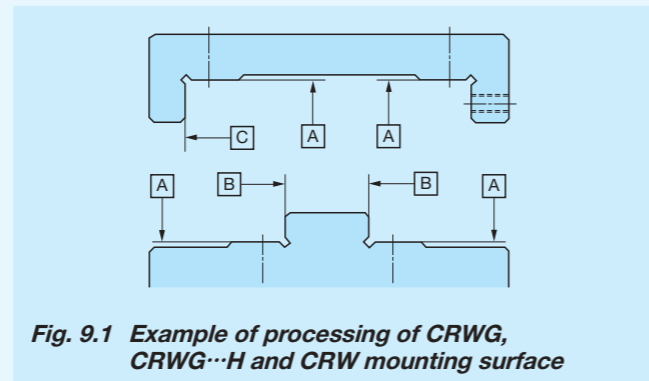 C
A
A
A
B
B
A
Fig. 9.1 Example of processing of CRWG,
CRWG···H and CRW mounting surface